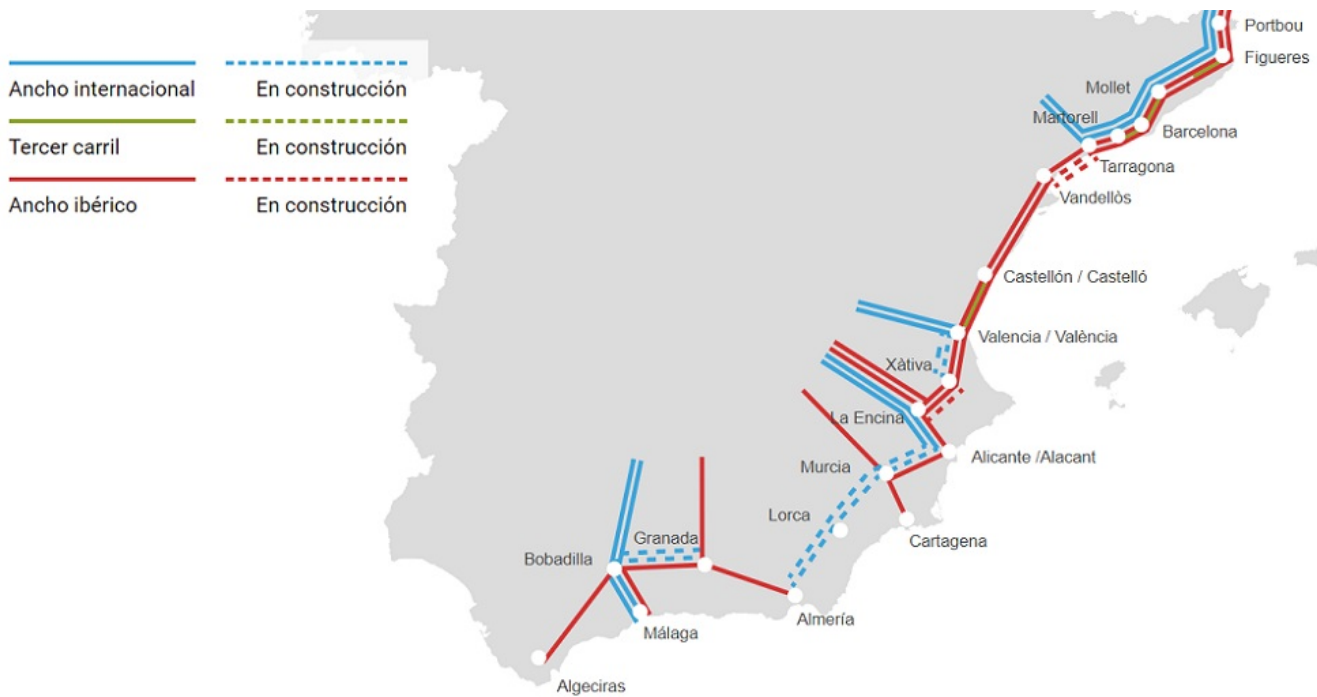 Ancho internacional
En construcción
Tercer carril
En construcción
Ancho ibérico
En construcción
Portbou
Figueres
Mollet
Martorell
Barcelona
Tarragona
Vandellòs
Castellón / Castelló
Valencia / València
Xàtiva
La Encina
Alicante /Alacant
Murcia
Lorca
Cartagena
Granada
Bobadilla
Almería
Málaga
Algeciras